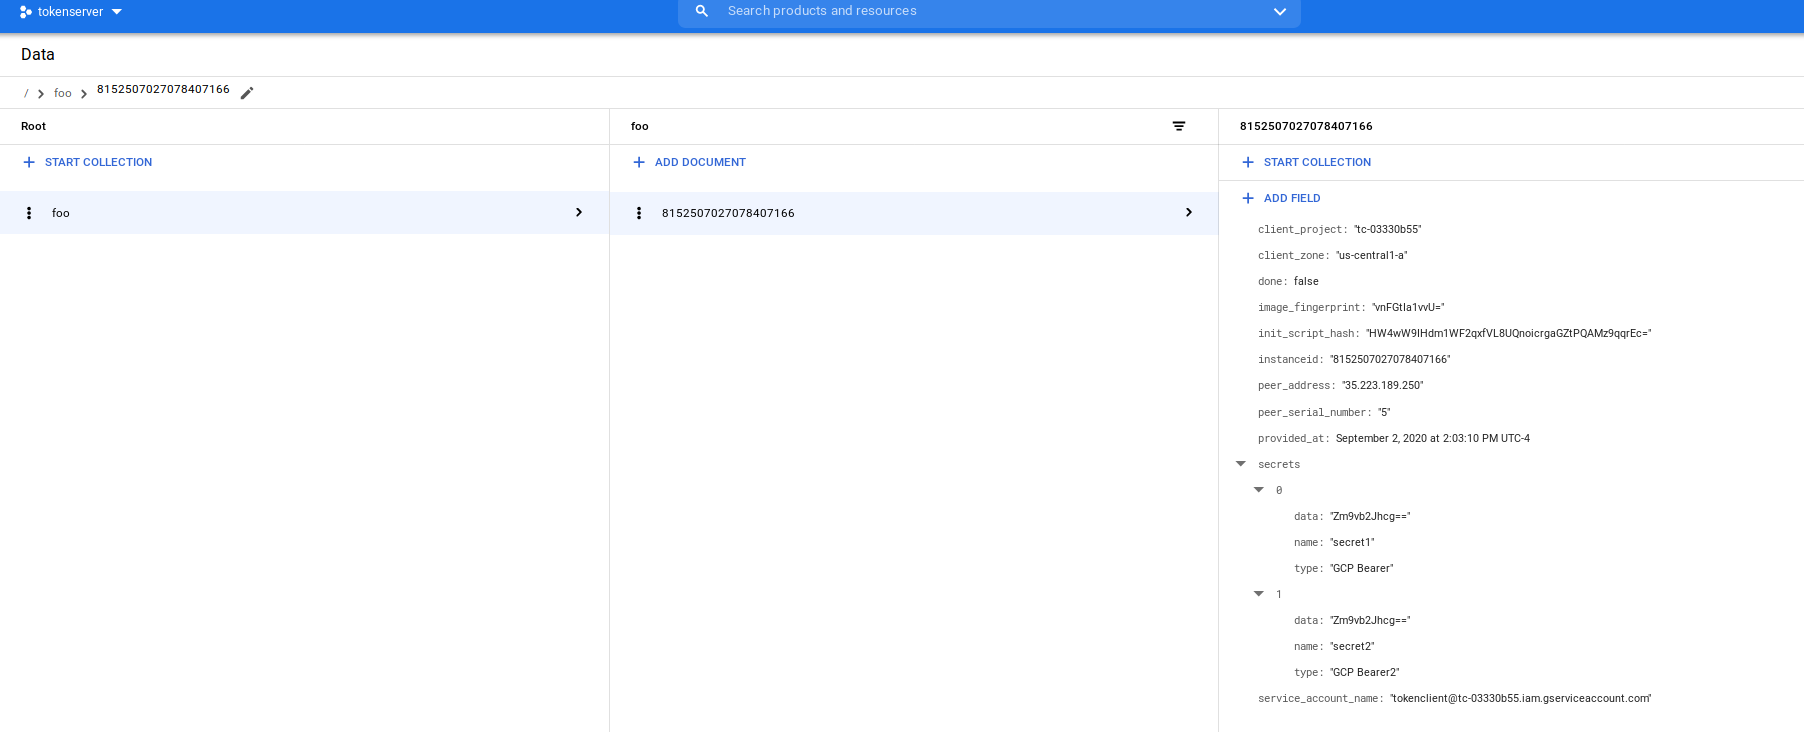 tokenserver
Search products and resources
Data
/ foo 8152507027078407166
Root
START COLLECTION
foo
foo
ADD DOCUMENT
8152507027078407166
8152507027078407166
START COLLECTION
ADD FIELD
client_project: "tc-03330b55"
client_zone: "us-central1-a"
done: false
image_fingerprint: "vnFGtIa1vvU="
init_script_hash: "HW4wW9IHdm1WF2qxfVL8UQnoicrgaGZtPQAMz9qqrEc="
instanceid: "8152507027078407166"
peer_address: "35.223.189.250"
peer_serial_number: "5"
provided_at: September 2, 2020 at 2:03:10 PM UTC-4
secrets
0
data: "Zm9vb2Jhcg=="
name: "secret1"
type: "GCP Bearer"
1
data: "Zm9vb2Jhcg=="
name: "secret2"
type: "GCP Bearer2"
service_account_name: "tokenclient@tc-03330b55.iam.gserviceaccount.com"